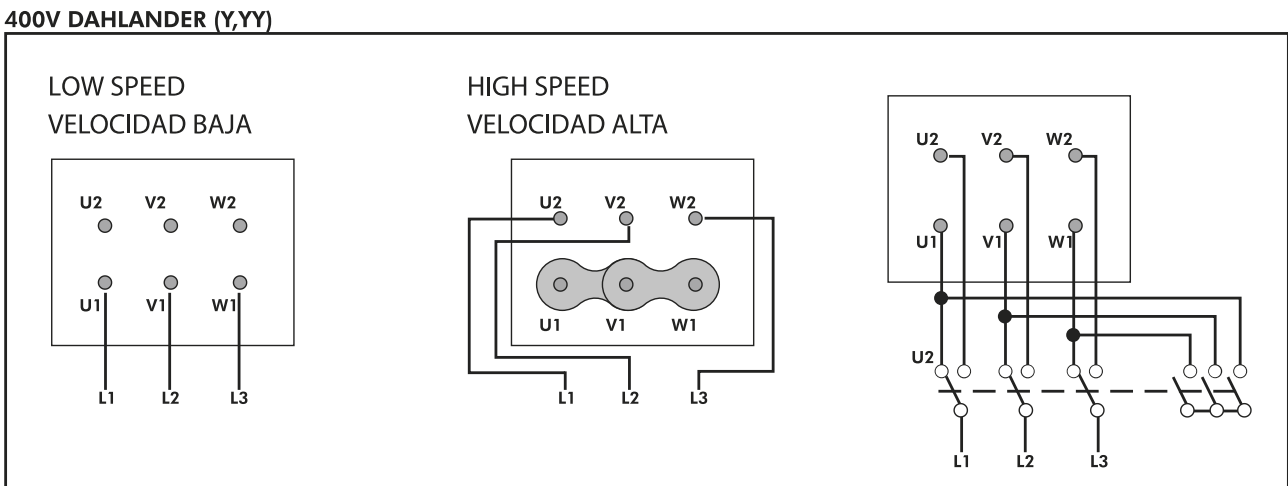 400V DAHLANDER (Y,YY)
LOW SPEED
VELOCIDAD BAJA
U2 V2 W2
U1 V1 W1
L1 L2 L3
HIGH SPEED
VELOCIDAD ALTA
U2 V2 W2
U1 V1 W1
L1 L2 L3
U2 V2 W2
U1 V1 W1
U2
L1 L2 L3